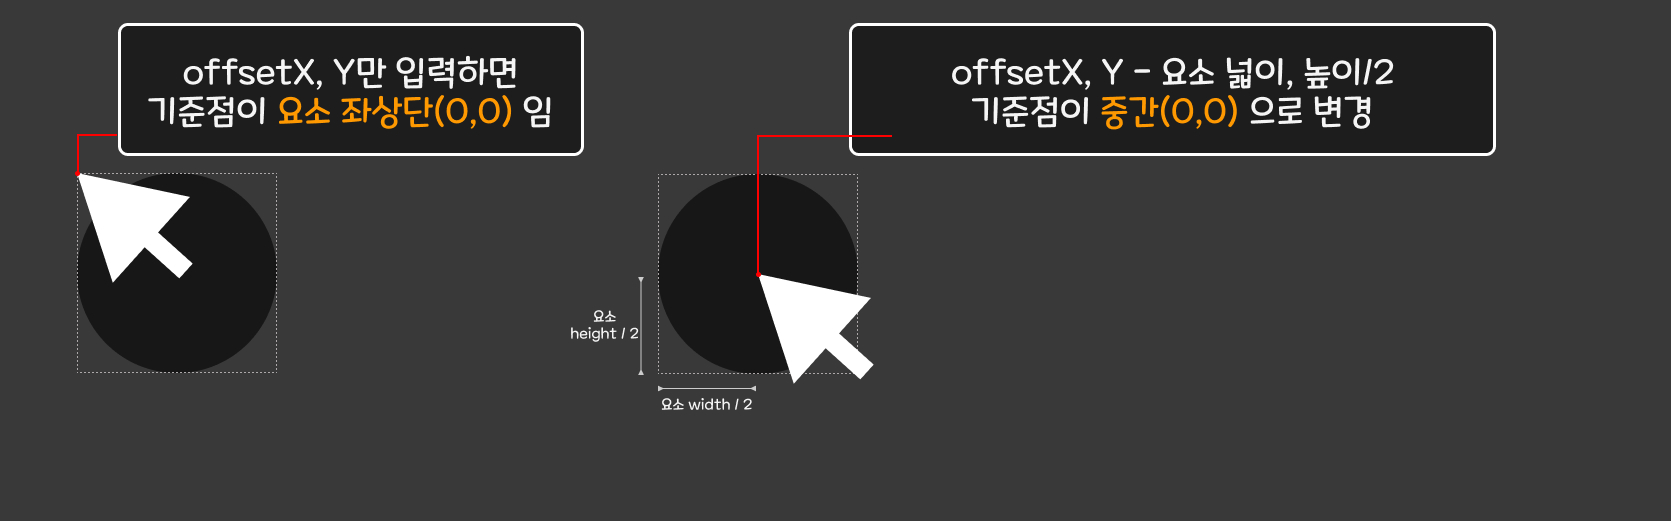 offsetX, Y만 입력하면
기준점이 요소 좌상단(0,0) 임
offsetX, Y - 요소 넓이, 높이/2
기준점이 중간(0,0) 으로 변경
요소
height / 2
요소 width / 2